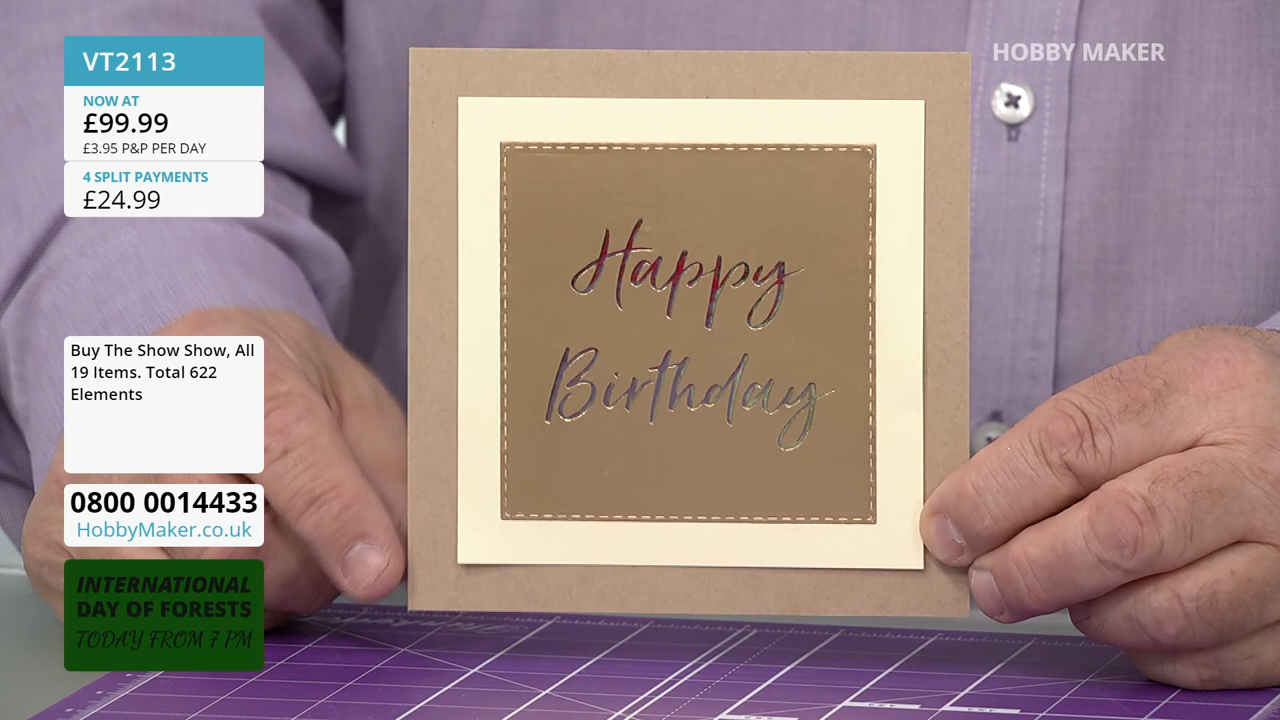 VT2113
NOW AT
£99.99
£3.95 P&P PER DAY
4 SPLIT PAYMENTS
£24.99
Buy The Show Show, All
19 Items. Total 622
Elements
0800 0014433
HobbyMaker.co.uk
INTERNATIONAL
DAY OF FORESTS
TODAY FROM 7 PM
HOBBY MAKER
Happy
Birthday